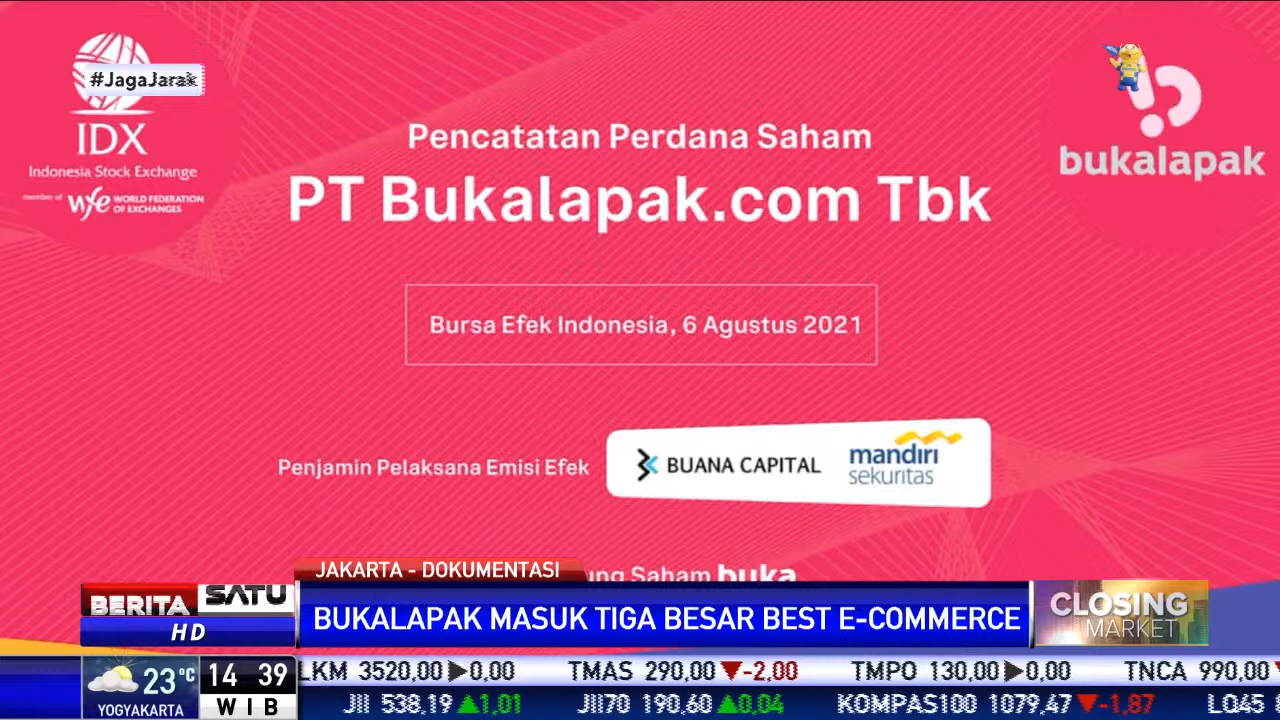 #JagaJarak
IDX
Indonesia Stock Exchange
member of wfe WORLD FEDERATION
OF EXCHANGES
bukalapak
Pencatatan Perdana Saham
PT Bukalapak.com Tbk
Bursa Efek Indonesia, 6 Agustus 2021
Penjamin Pelaksana Emisi Efek
BUANA CAPITAL
mandiri
sekuritas
Saham buka
JAKARTA - DOKUMENTASI
BERITA SATU
HD
BUKALAPAK MASUK TIGA BESAR BEST E-COMMERCE
CLOSING
MARKET
23°C
YOGYAKARTA
14 39
WIB
LKM 3520,00 0,00 TMAS 290,00 -2,00 TMPO 130,00 0,00 TNCA 990,00
JII 538,19 1,01 JII70 190,60 0,04 KOMPAS100 1079,47 -1,87 LQ45